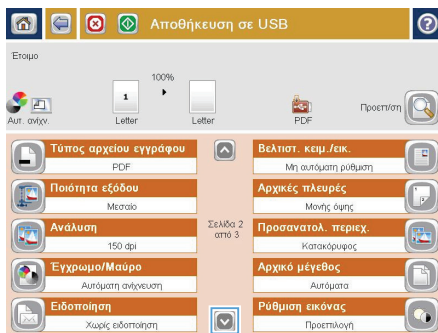 Αποθήκευση σε USB
Έτοιμο
100%
1
Αυτ. ανίχν.
Letter
Letter
PDF
Προεπ/ση
Τύπος αρχείου εγγράφου
PDF
Ποιότητα εξόδου
Μεσαίο
Ανάλυση
150 dpi
Έγχρωμο/Μαύρο
Αυτόματη ανίχνευση
Ειδοποίηση
Χωρίς ειδοποίηση
Σελίδα 2
από 3
Βελτιστ. κειμ./εικ.
Μη αυτόματη ρύθμιση
Αρχικές πλευρές
Μονής όψης
Προσανατολ. περιεχ.
Κατακόρυφος
Αρχικό μέγεθος
Αυτόματα
Ρύθμιση εικόνας
Προεπιλογή